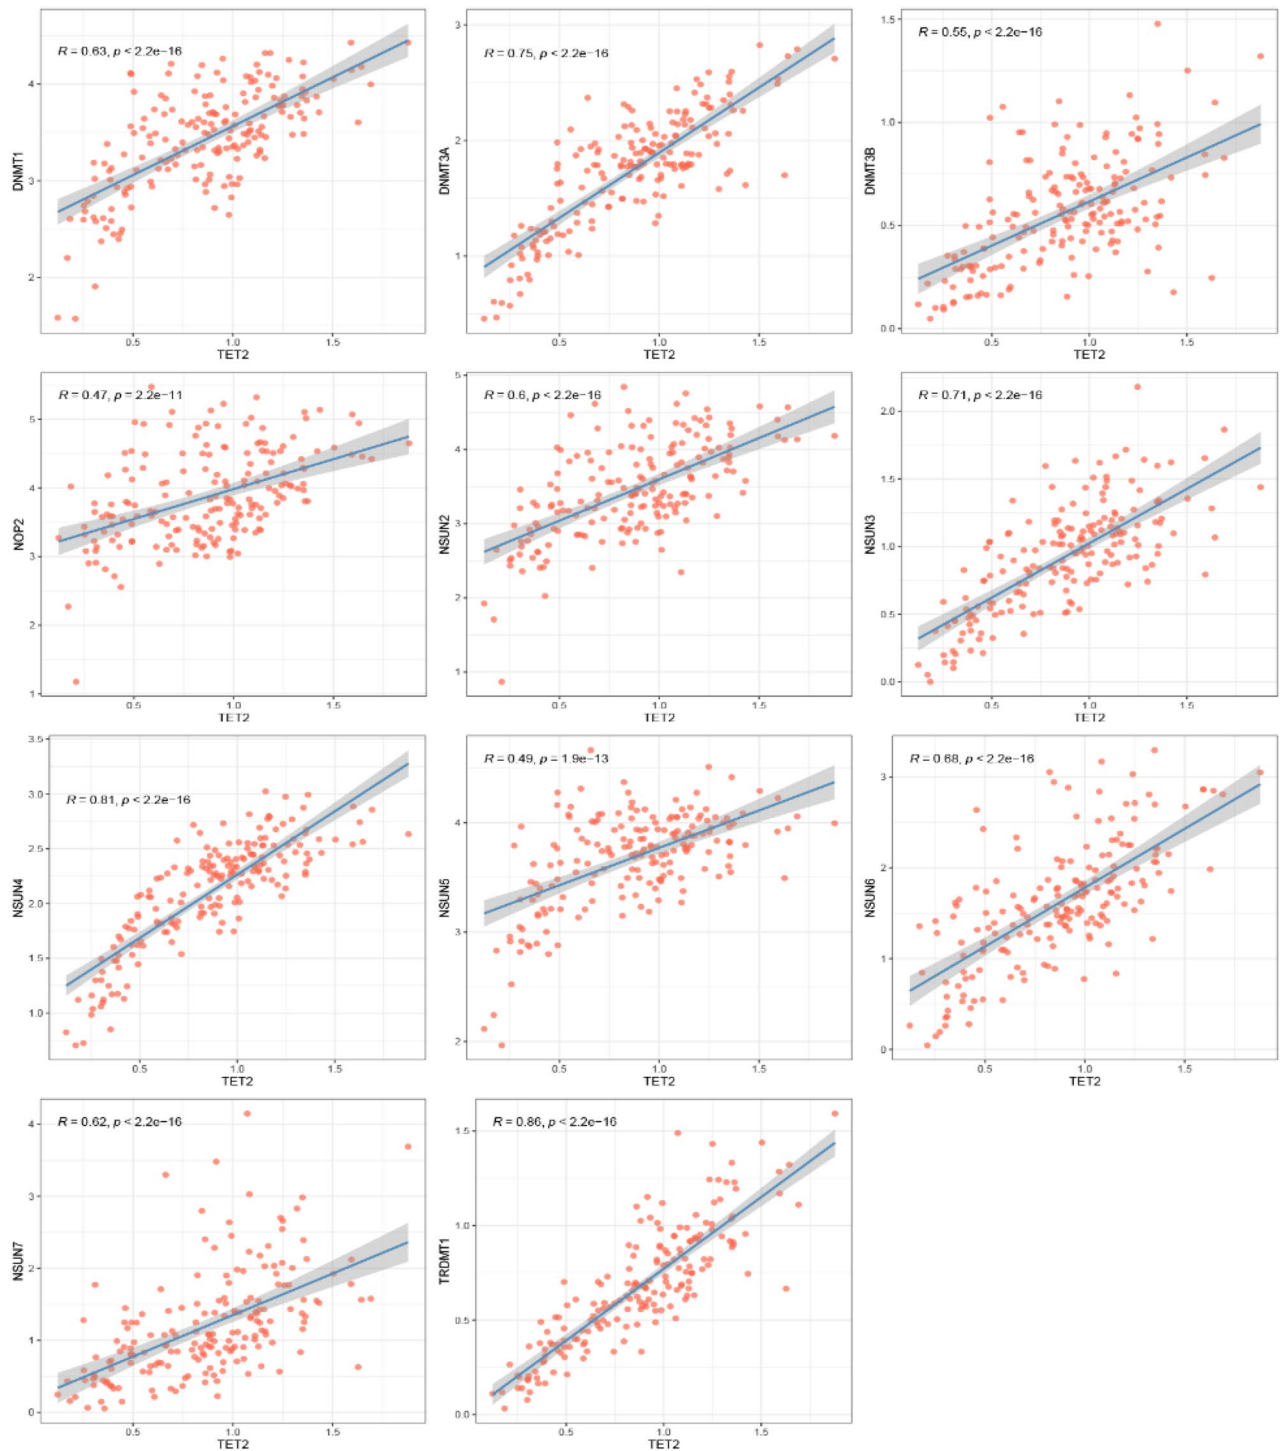 R = 0.63, p < 2.2e−16
4
3
2
DNMT1
0.5 1.0 1.5
TET2
R = 0.75, p < 2.2e−16
3
2
1
DNMT3A
0.5 1.0 1.5
TET2
R = 0.55, p < 2.2e−16
1.5
1.0
0.5
0.0
DNMT3B
0.5 1.0 1.5
TET2
R = 0.47, p = 2.2e−11
5
4
3
2
1
NOP2
0.5 1.0 1.5
TET2
R = 0.6, p < 2.2e−16
5
4
3
2
1
NSUN2
0.5 1.0 1.5
TET2
R = 0.71, p < 2.2e−16
2.0
1.5
1.0
0.5
0.0
NSUN3
0.5 1.0 1.5
TET2
R = 0.81, p < 2.2e−16
3.5
3.0
2.5
2.0
1.5
1.0
NSUN4
0.5 1.0 1.5
TET2
R = 0.49, p = 1.9e−13
4
3
2
NSUN5
0.5 1.0 1.5
TET2
R = 0.68, p < 2.2e−16
3
2
1
0
NSUN6
0.5 1.0 1.5
TET2
R = 0.62, p < 2.2e−16
4
3
2
1
0
NSUN7
0.5 1.0 1.5
TET2
R = 0.86, p < 2.2e−16
1.5
1.0
0.5
0.0
TRDMT1
0.5 1.0 1.5
TET2